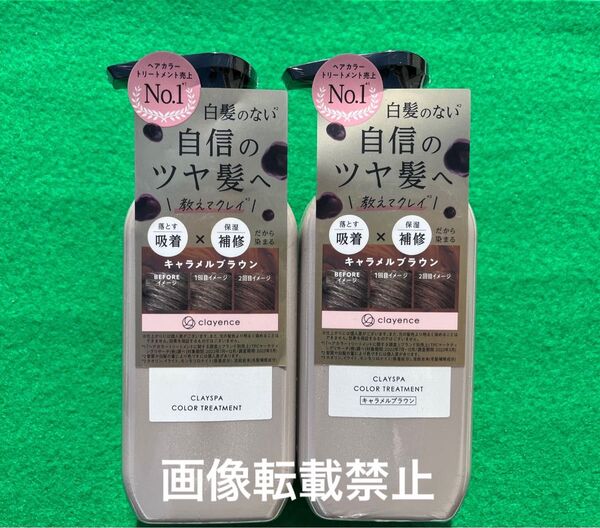 ヘアカラー
トリートメント売上
No.1
白髪のない
自信の
ツヤ髪へ
\ 教えてクレイ /
落とす
吸着
×
保湿
補修
だから
染まる
キャラメルブラウン
BEFORE
イメージ
1回目イメージ
2回目イメージ
clayence
CLAYSPA
COLOR TREATMENT
ヘアカラー
トリートメント売上
No.1
白髪のない
自信の
ツヤ髪へ
\ 教えてクレイ /
落とす
吸着
×
保湿
補修
だから
染まる
キャラメルブラウン
BEFORE
イメージ
1回目イメージ
2回目イメージ
clayence
CLAYSPA
COLOR TREATMENT
キャラメルブラウン
画像転載禁止